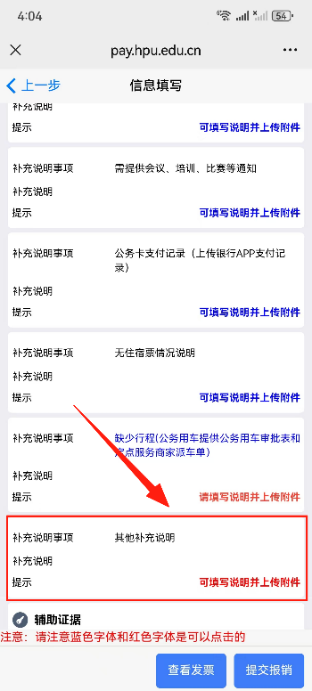 4:04
54
pay.hpu.edu.cn
上一步
信息填写
补充说明
提示
可填写说明并上传附件
补充说明事项
需提供会议、培训、比赛等通知
补充说明
提示
可填写说明并上传附件
补充说明事项
公务卡支付记录（上传银行APP支付记
录）
补充说明
提示
可填写说明并上传附件
补充说明事项
无住宿票情况说明
补充说明
提示
可填写说明并上传附件
补充说明事项
缺少行程(公务用车提供公务用车审批表和
定点服务商家派车单)
补充说明
提示
请填写说明并上传附件
补充说明事项
其他补充说明
补充说明
提示
可填写说明并上传附件
辅助证据
注意：请注意蓝色字体和红色字体是可以点击的
查看发票
提交报销